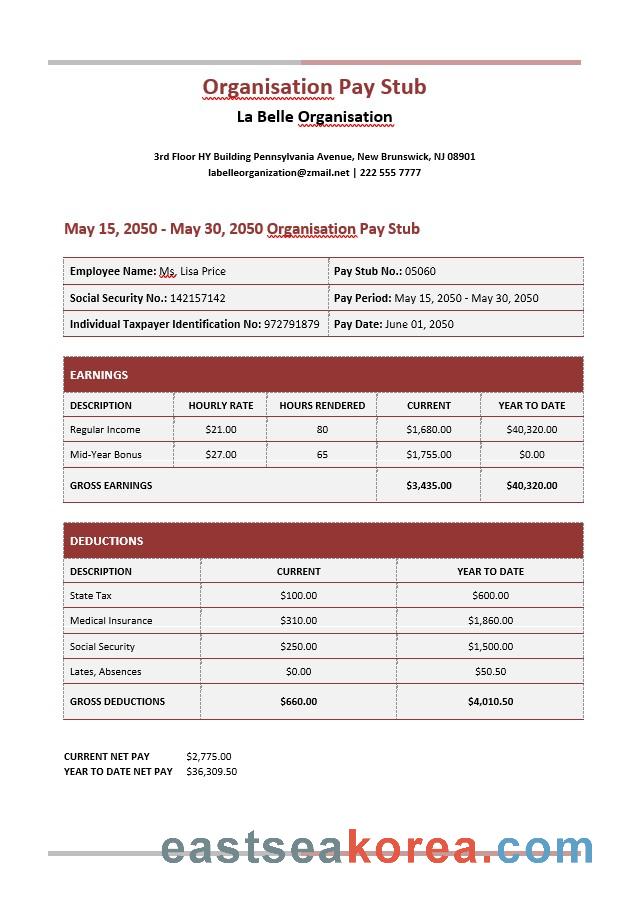 Organisation Pay Stub
La Belle Organisation
3rd Floor HY Building Pennsylvania Avenue, New Brunswick, NJ 08901
labelleorganization@zmail.net | 222 555 7777
May 15, 2050 - May 30, 2050 Organisation Pay Stub
Employee Name: Ms. Lisa Price Pay Stub No.: 05060
Social Security No.: 142157142 Pay Period: May 15, 2050 - May 30, 2050
Individual Taxpayer Identification No: 972791879 Pay Date: June 01, 2050
EARNINGS
DESCRIPTION HOURLY RATE HOURS RENDERED CURRENT YEAR TO DATE
Regular Income $21.00 80 $1,680.00 $40,320.00
Mid-Year Bonus $27.00 65 $1,755.00 $0.00
GROSS EARNINGS $3,435.00 $40,320.00
DEDUCTIONS
DESCRIPTION CURRENT YEAR TO DATE
State Tax $100.00 $600.00
Medical Insurance $310.00 $1,860.00
Social Security $250.00 $1,500.00
Lates, Absences $0.00 $50.50
GROSS DEDUCTIONS $660.00 $4,010.50
CURRENT NET PAY $2,775.00
YEAR TO DATE NET PAY $36,309.50
eastseakorea.com